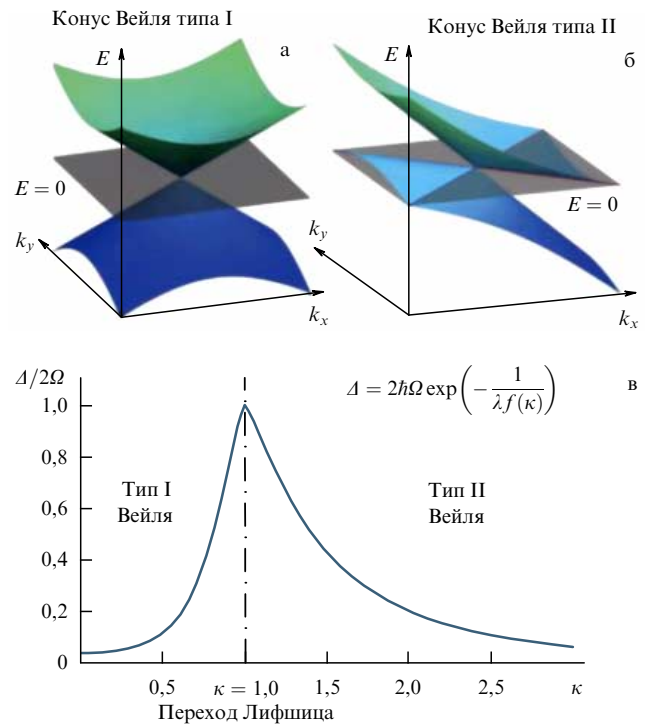 Конус Вейля типа I
Конус Вейля типа II
E
а
E
б
E = 0
E = 0
k_y
k_y
k_x
k_x
Δ/2Ω
Δ = 2ħΩ exp(−1/(λf(κ)))
в
1,0
Тип I
Вейля
Тип II
Вейля
0,8
0,6
0,4
0,2
0
0,5
κ = 1,0
1,5
2,0
2,5
κ
Переход Лифшица